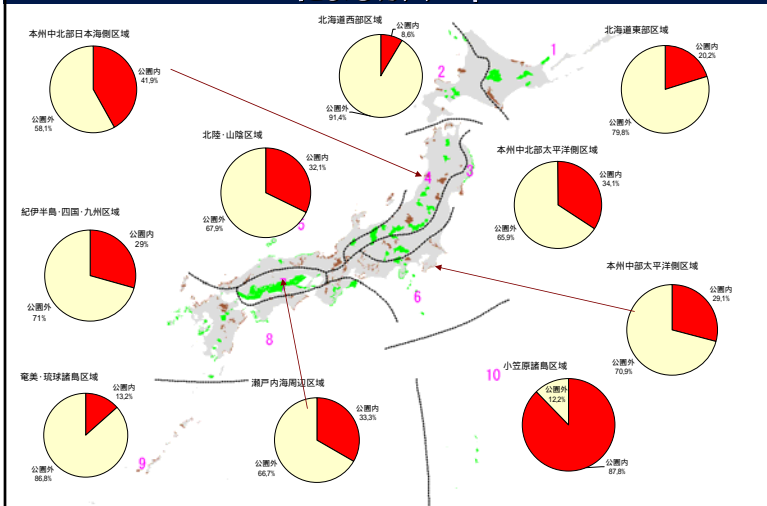 北海道西部区域
公園内
8,6%
公園外
91,4%
北海道東部区域
公園内
20,2%
公園外
79,8%
本州中北部日本海側区域
公園内
41,9%
公園外
58,1%
1
2
北陸・山陰区域
公園内
32,1%
公園外
67,9%
本州中北部太平洋側区域
公園内
34,1%
公園外
65,9%
3
4
紀伊半島・四国・九州区域
公園内
29%
公園外
71%
5
6
本州中部太平洋側区域
公園内
29,1%
公園外
70,9%
8
奄美・琉球諸島区域
公園内
13,2%
公園外
86,8%
9
瀬戸内海周辺区域
公園内
33,3%
公園外
66,7%
10
小笠原諸島区域
公園外
12,2%
公園内
87,8%